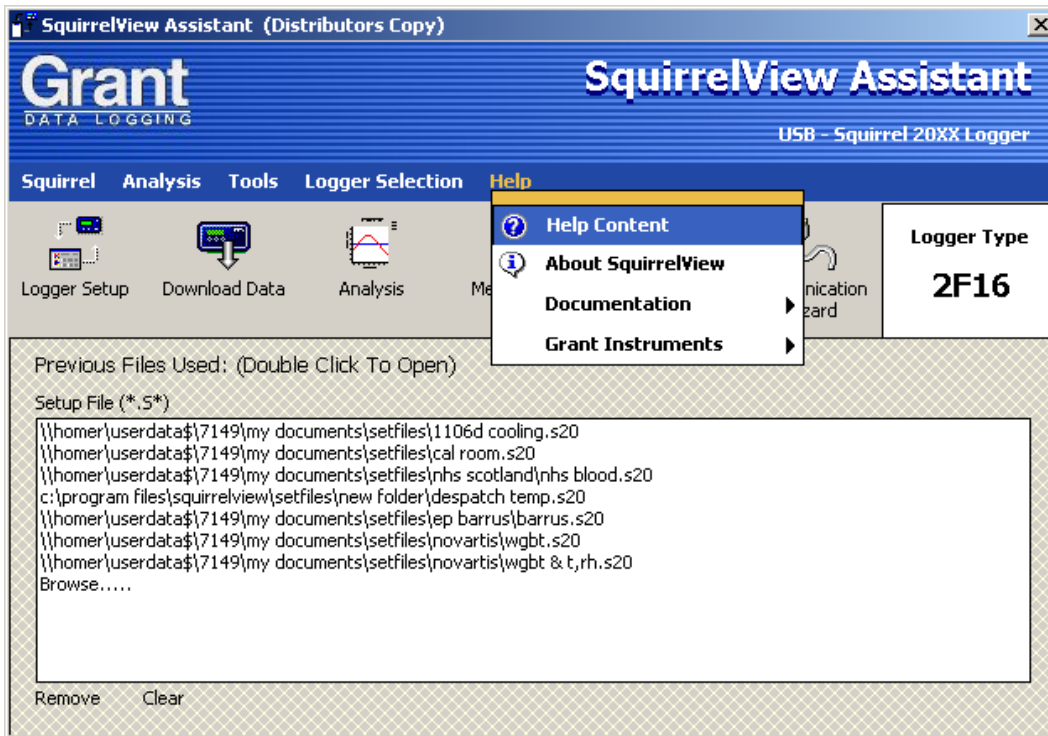 SquirrelView Assistant (Distributors Copy)
Grant
DATA LOGGING
SquirrelView Assistant
USB - Squirrel 20XX Logger
Squirrel Analysis Tools Logger Selection Help
Help Content
About SquirrelView
Documentation
Grant Instruments
Logger Setup Download Data Analysis
Logger Type
2F16
Previous Files Used: (Double Click To Open)
Setup File (*.S*)
\\homer\userdata$\7149\my documents\setfiles\1106d cooling.s20
\\homer\userdata$\7149\my documents\setfiles\cal room.s20
\\homer\userdata$\7149\my documents\setfiles\nhs scotland\nhs blood.s20
c:\program files\squirrelview\setfiles\new folder\despatch temp.s20
\\homer\userdata$\7149\my documents\setfiles\ep barrus\barrus.s20
\\homer\userdata$\7149\my documents\setfiles\novartis\wgbt.s20
\\homer\userdata$\7149\my documents\setfiles\novartis\wgbt & t,rh.s20
Browse.....
Remove Clear